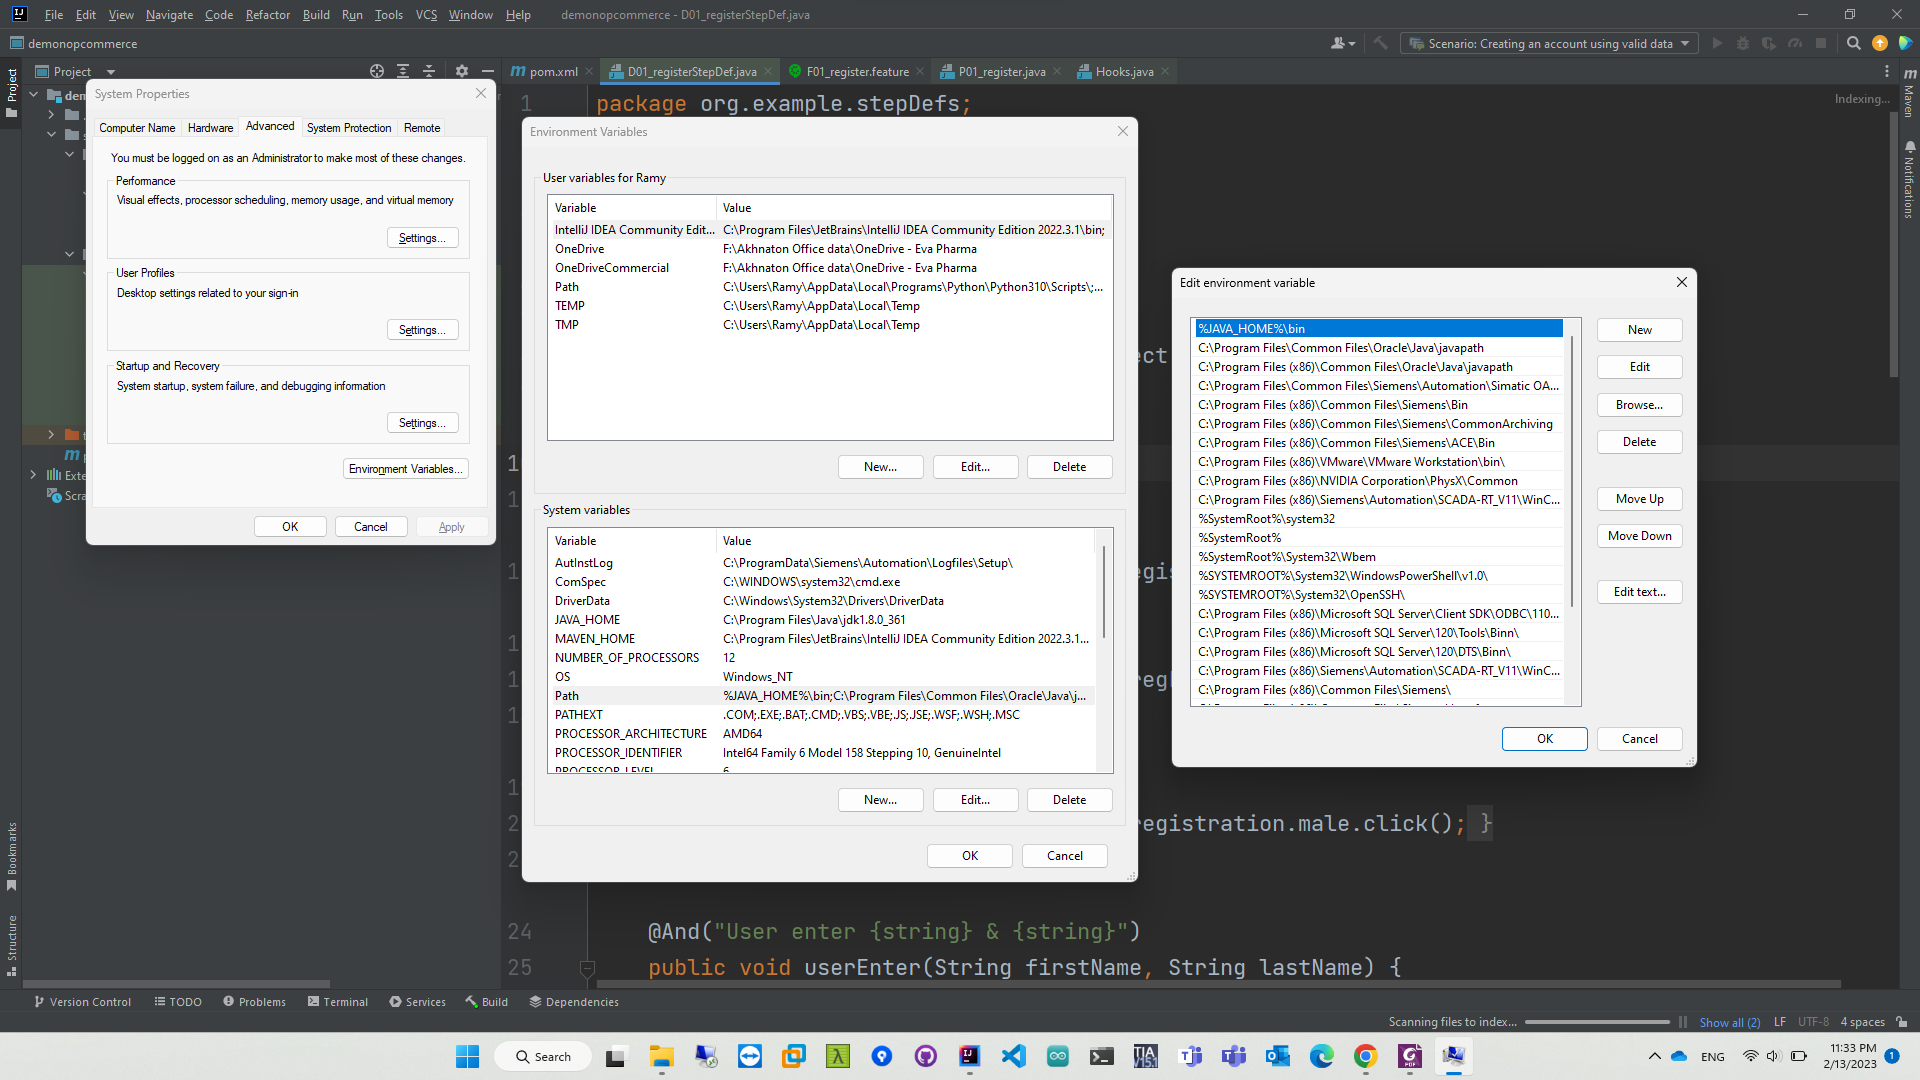 File Edit View Navigate Code Refactor Build Run Tools VCS Window Help demonopcommerce - D01_registerStepDef.java
demonopcommerce
Scenario: Creating an account using valid data
Project
pom.xml D01_registerStepDef.java F01_register.feature P01_register.java Hooks.java
Project
Maven
Notifications
Bookmarks
Structure
Indexing...
1 package org.example.stepDefs;
System Properties
Computer Name Hardware Advanced System Protection Remote
You must be logged on as an Administrator to make most of these changes.
Performance
Visual effects, processor scheduling, memory usage, and virtual memory
Settings...
User Profiles
Desktop settings related to your sign-in
Settings...
Startup and Recovery
System startup, system failure, and debugging information
Settings...
Environment Variables...
OK Cancel Apply
Environment Variables
User variables for Ramy
Variable Value
IntelliJ IDEA Community Edit... C:\Program Files\JetBrains\IntelliJ IDEA Community Edition 2022.3.1\bin;
OneDrive F:\Akhnaton Office data\OneDrive - Eva Pharma
OneDriveCommercial F:\Akhnaton Office data\OneDrive - Eva Pharma
Path C:\Users\Ramy\AppData\Local\Programs\Python\Python310\Scripts\;...
TEMP C:\Users\Ramy\AppData\Local\Temp
TMP C:\Users\Ramy\AppData\Local\Temp
New... Edit... Delete
System variables
Variable Value
AutInstLog C:\ProgramData\Siemens\Automation\Logfiles\Setup\
ComSpec C:\WINDOWS\system32\cmd.exe
DriverData C:\Windows\System32\Drivers\DriverData
JAVA_HOME C:\Program Files\Java\jdk1.8.0_361
MAVEN_HOME C:\Program Files\JetBrains\IntelliJ IDEA Community Edition 2022.3.1...
NUMBER_OF_PROCESSORS 12
OS Windows_NT
Path %JAVA_HOME%\bin;C:\Program Files\Common Files\Oracle\Java\j...
PATHEXT .COM;.EXE;.BAT;.CMD;.VBS;.VBE;.JS;.JSE;.WSF;.WSH;.MSC
PROCESSOR_ARCHITECTURE AMD64
PROCESSOR_IDENTIFIER Intel64 Family 6 Model 158 Stepping 10, GenuineIntel
PROCESSOR_LEVEL 6
New... Edit... Delete
OK Cancel
Edit environment variable
%JAVA_HOME%\bin
C:\Program Files\Common Files\Oracle\Java\javapath
C:\Program Files (x86)\Common Files\Oracle\Java\javapath
C:\Program Files\Common Files\Siemens\Automation\Simatic OA...
C:\Program Files (x86)\Common Files\Siemens\Bin
C:\Program Files (x86)\Common Files\Siemens\CommonArchiving
C:\Program Files (x86)\Common Files\Siemens\ACE\Bin
C:\Program Files (x86)\VMware\VMware Workstation\bin\
C:\Program Files (x86)\NVIDIA Corporation\PhysX\Common
C:\Program Files (x86)\Siemens\Automation\SCADA-RT_V11\WinC...
%SystemRoot%\system32
%SystemRoot%
%SystemRoot%\System32\Wbem
%SYSTEMROOT%\System32\WindowsPowerShell\v1.0\
%SYSTEMROOT%\System32\OpenSSH\
C:\Program Files (x86)\Microsoft SQL Server\Client SDK\ODBC\110...
C:\Program Files (x86)\Microsoft SQL Server\120\Tools\Binn\
C:\Program Files (x86)\Microsoft SQL Server\120\DTS\Binn\
C:\Program Files (x86)\Siemens\Automation\SCADA-RT_V11\WinC...
C:\Program Files (x86)\Common Files\Siemens\
New
Edit
Browse...
Delete
Move Up
Move Down
Edit text...
OK Cancel
egistration.male.click(); }
24 @And("User enter {string} & {string}")
25 public void userEnter(String firstName, String lastName) {
Version Control TODO Problems Terminal Services Build Dependencies
Scanning files to index... Show all (2) LF UTF-8 4 spaces
Search
ENG
11:33 PM
2/13/2023
1